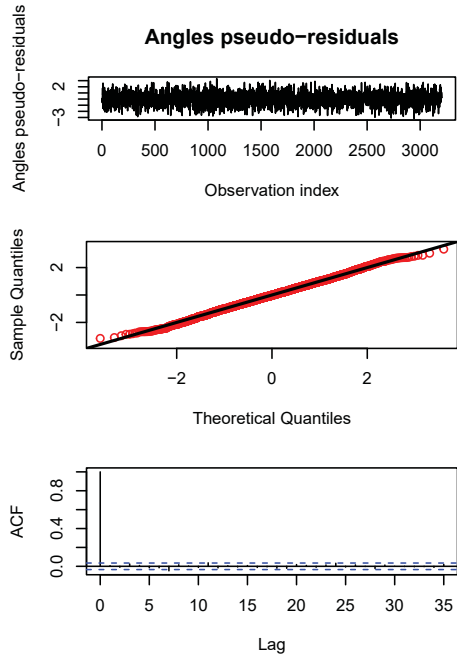 Angles pseudo−residuals
Angles pseudo−residuals
2
−3
0 500 1000 1500 2000 2500 3000
Observation index
Sample Quantiles
2
−2
−2 0 2
Theoretical Quantiles
ACF
0.8
0.4
0.0
0 5 10 15 20 25 30 35
Lag